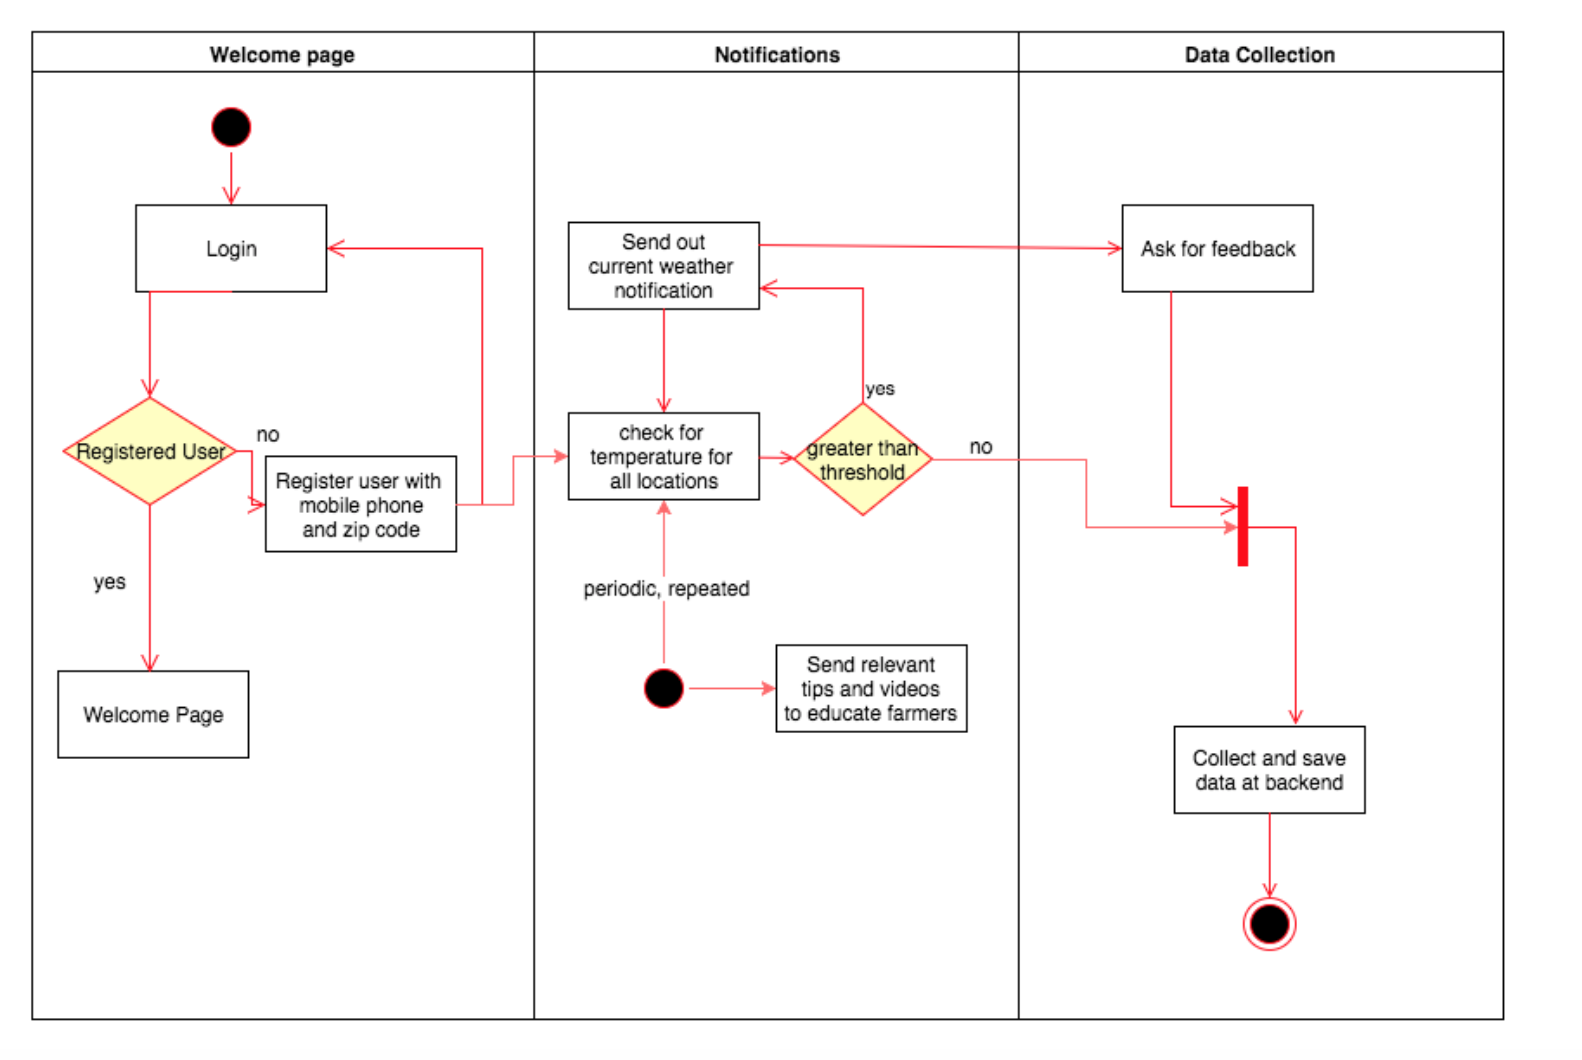 Welcome page
Notifications
Data Collection
Login
Registered User
no
Register user with
mobile phone
and zip code
yes
Welcome Page
Send out
current weather
notification
yes
check for
temperature for
all locations
greater than
threshold
no
periodic, repeated
Send relevant
tips and videos
to educate farmers
Ask for feedback
Collect and save
data at backend